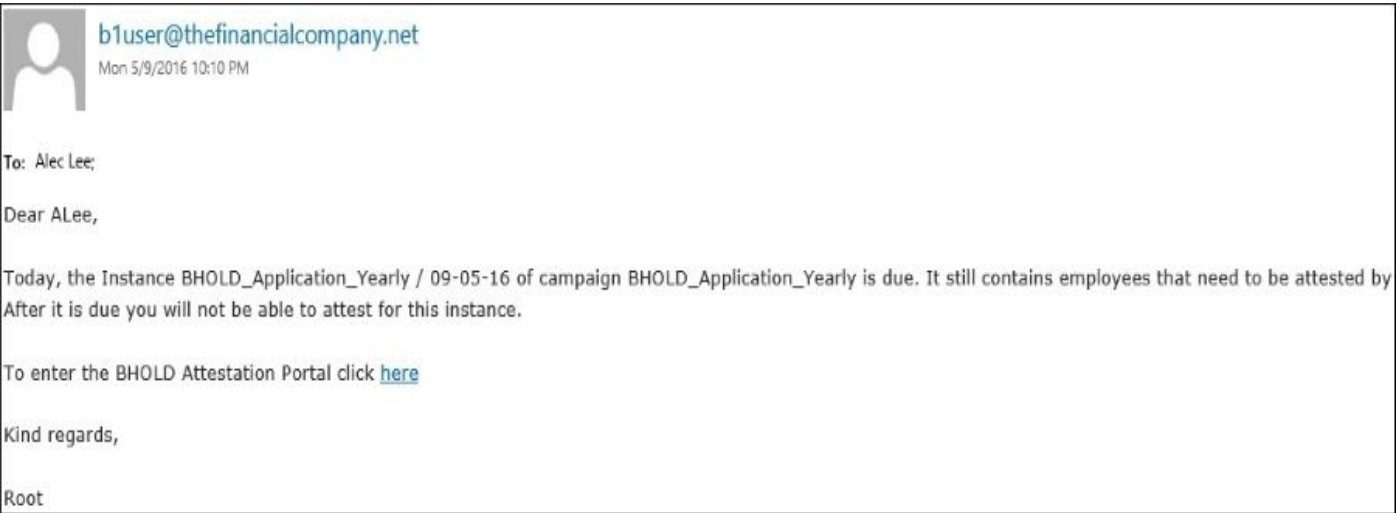 b1user@thefinancialcompany.net
Mon 5/9/2016 10:10 PM
To: Alec Lee;
Dear ALee,
Today, the Instance BHOLD_Application_Yearly / 09-05-16 of campaign BHOLD_Application_Yearly is due. It still contains employees that need to be attested by
After it is due you will not be able to attest for this instance.
To enter the BHOLD Attestation Portal click here
Kind regards,
Root